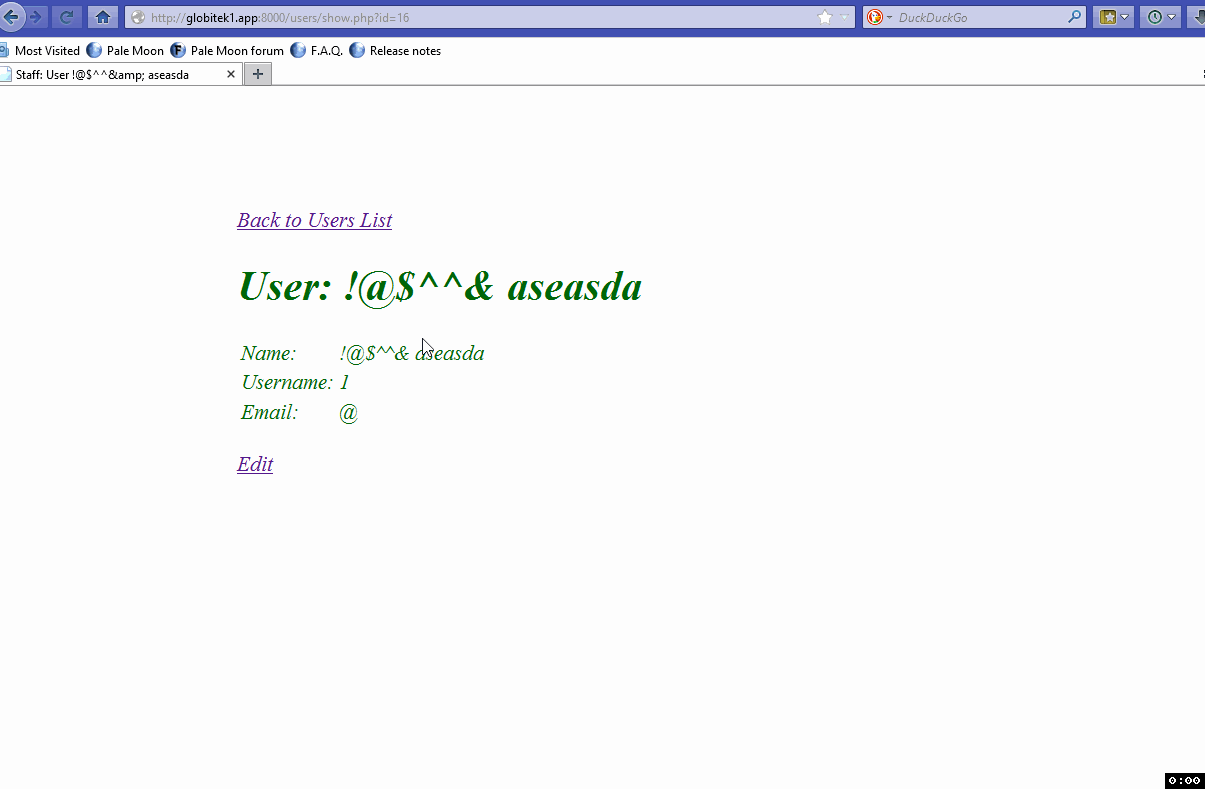 http://globitek1.app:8000/users/show.php?id=16
DuckDuckGo
Most Visited Pale Moon F Pale Moon forum F.A.Q. Release notes
Staff: User !@$^^&amp; aseasda
Back to Users List
User: !@$^^& aseasda
Name: !@$^^& aseasda
Username: 1
Email: @
Edit
0:00